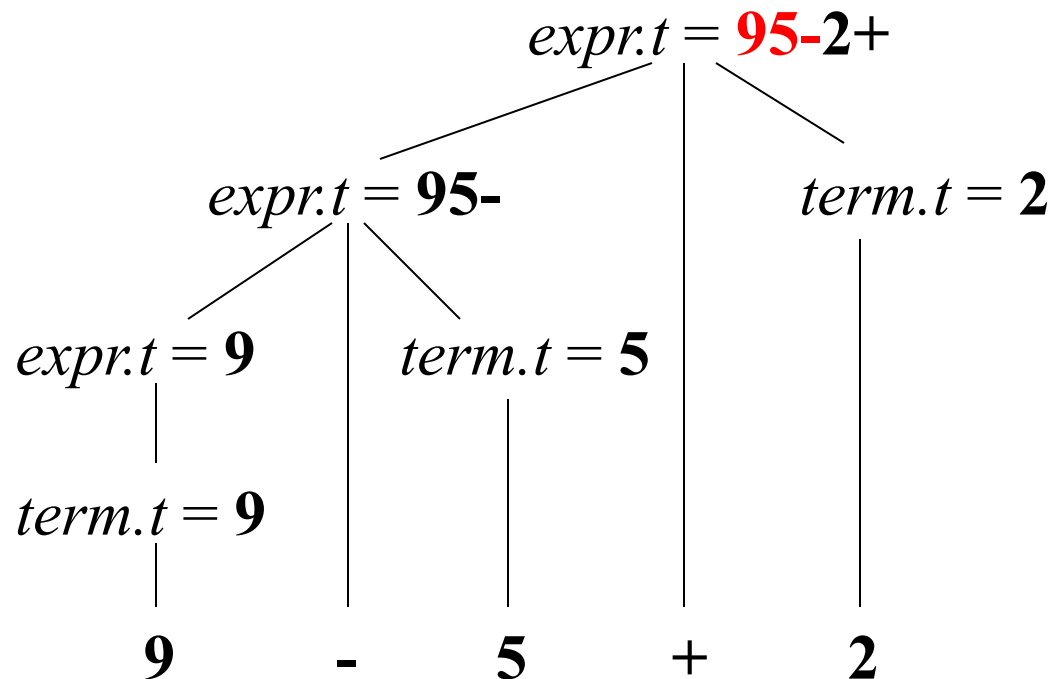 expr.t = 95-2+
expr.t = 95- term.t = 2
expr.t = 9 term.t = 5
term.t = 9
9 - 5 + 2